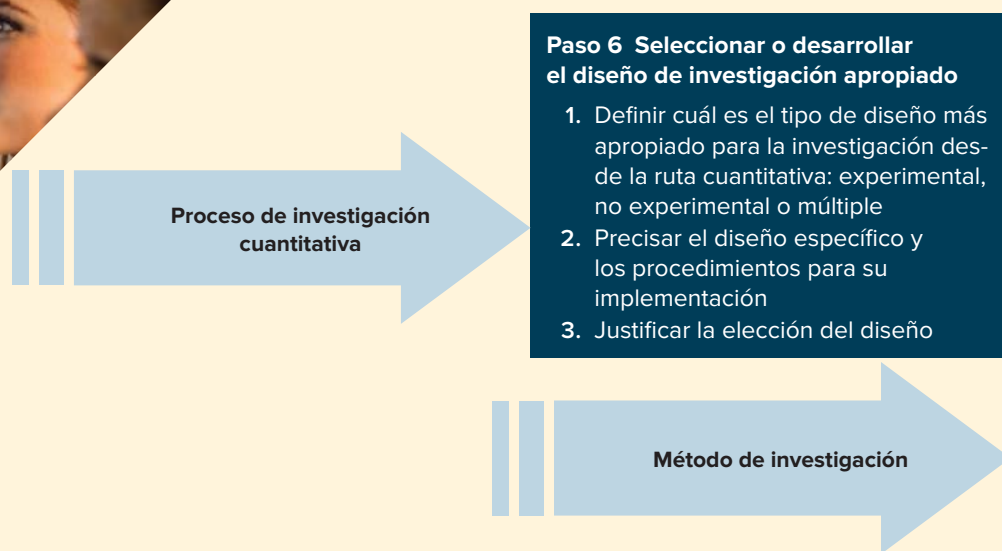 Paso 6 Seleccionar o desarrollar
el diseño de investigación apropiado
1. Definir cuál es el tipo de diseño más
apropiado para la investigación des-
de la ruta cuantitativa: experimental,
no experimental o múltiple
2. Precisar el diseño específico y
los procedimientos para su
implementación
3. Justificar la elección del diseño
Proceso de investigación
cuantitativa
Método de investigación